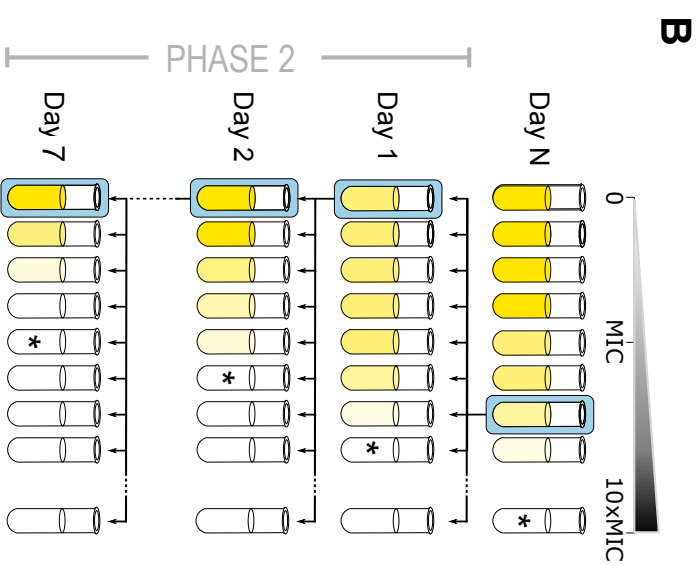 B
0 MIC 10xMIC
Day N *
Day 1 *
PHASE 2
Day 2 *
Day 7 *